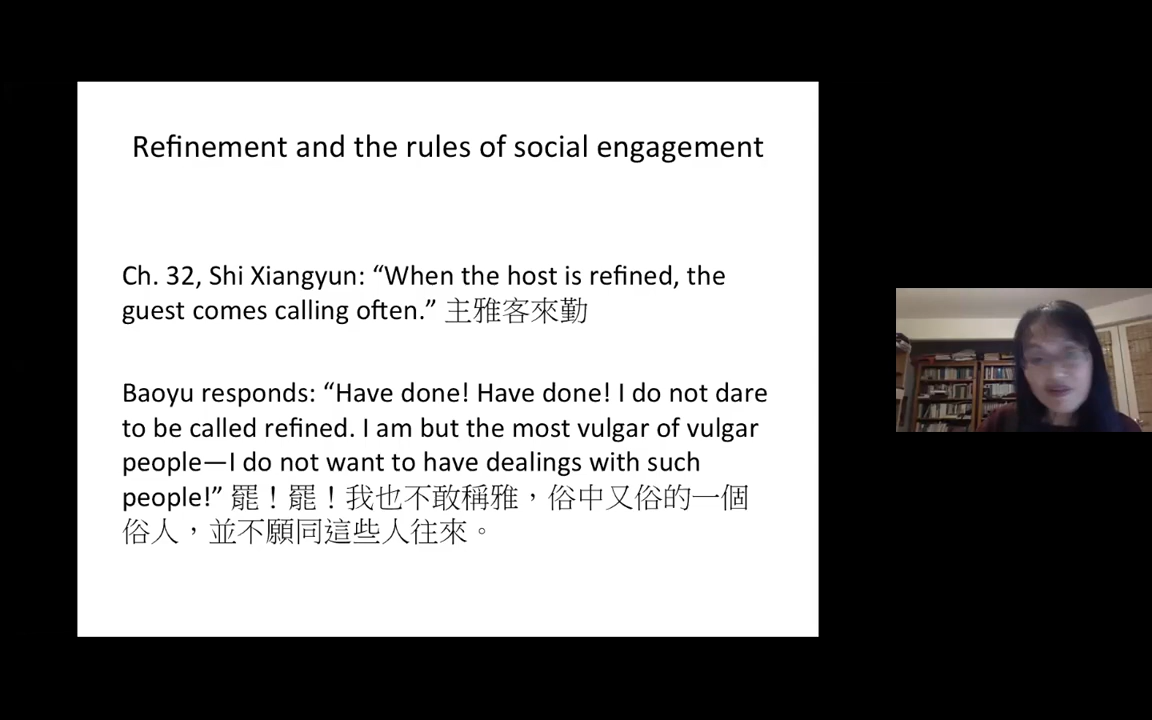 Refinement and the rules of social engagement
Ch. 32, Shi Xiangyun: “When the host is refined, the
guest comes calling often.” 主雅客來勤
Baoyu responds: “Have done! Have done! I do not dare
to be called refined. I am but the most vulgar of vulgar
people—I do not want to have dealings with such
people!” 罷！罷！我也不敢稱雅，俗中又俗的一個
俗人，並不願同這些人往來。